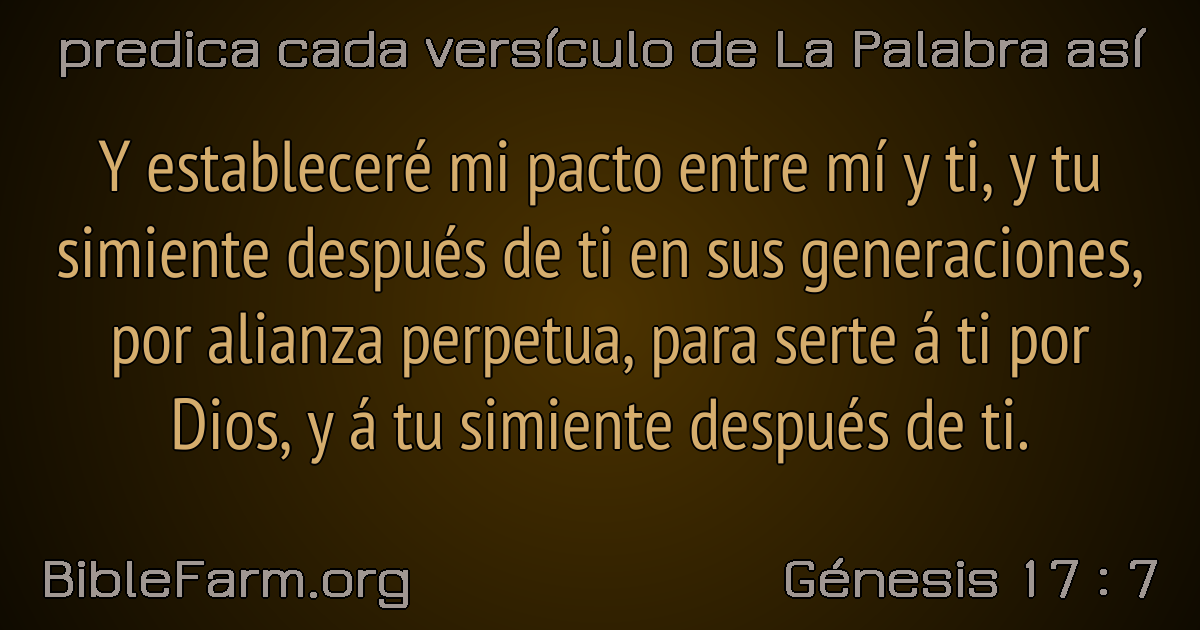 predica cada versículo de La Palabra así
Y estableceré mi pacto entre mí y ti, y tu
simiente después de ti en sus generaciones,
por alianza perpetua, para serte á ti por
Dios, y á tu simiente después de ti.
BibleFarm.org
Génesis 17 : 7